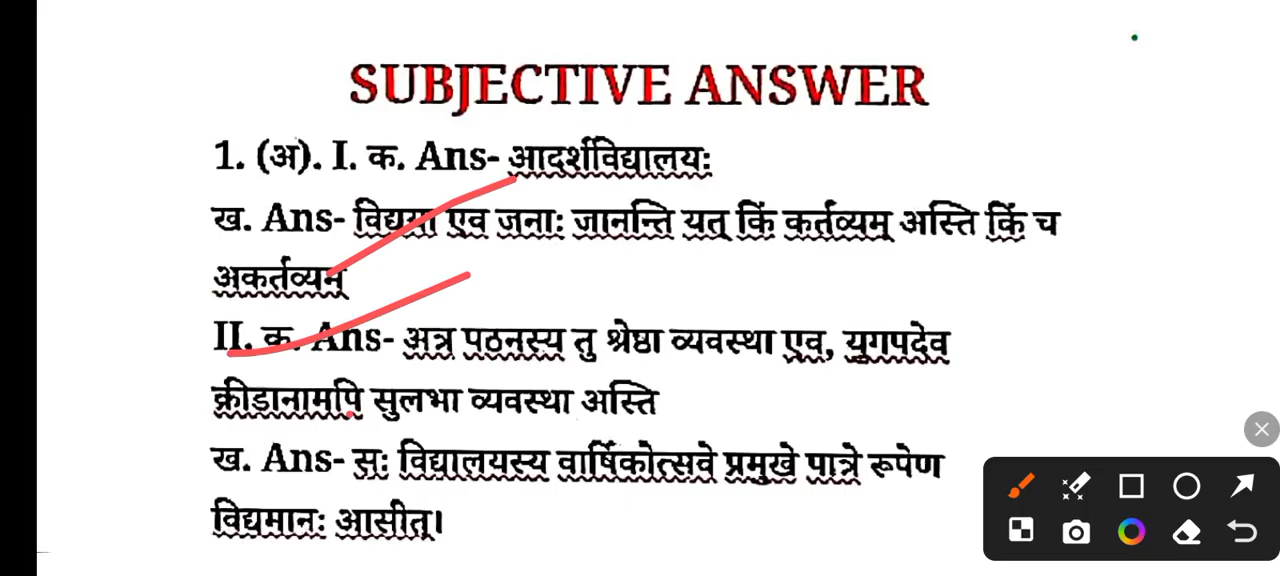 SUBJECTIVE ANSWER
1. (अ). I. क. Ans- आदर्शविद्यालयः
ख. Ans- विद्यया एव जनाः जानन्ति यत् किं कर्तव्यम् अस्ति किं च
अकर्तव्यम्
II. क. Ans- अत्र पठनस्य तु श्रेष्ठा व्यवस्था एव, युगपदेव
क्रीडानामपि सुलभा व्यवस्था अस्ति
ख. Ans- सः विद्यालयस्य वार्षिकोत्सवे प्रमुखे पात्रे रूपेण
विद्यमानः आसीत्।